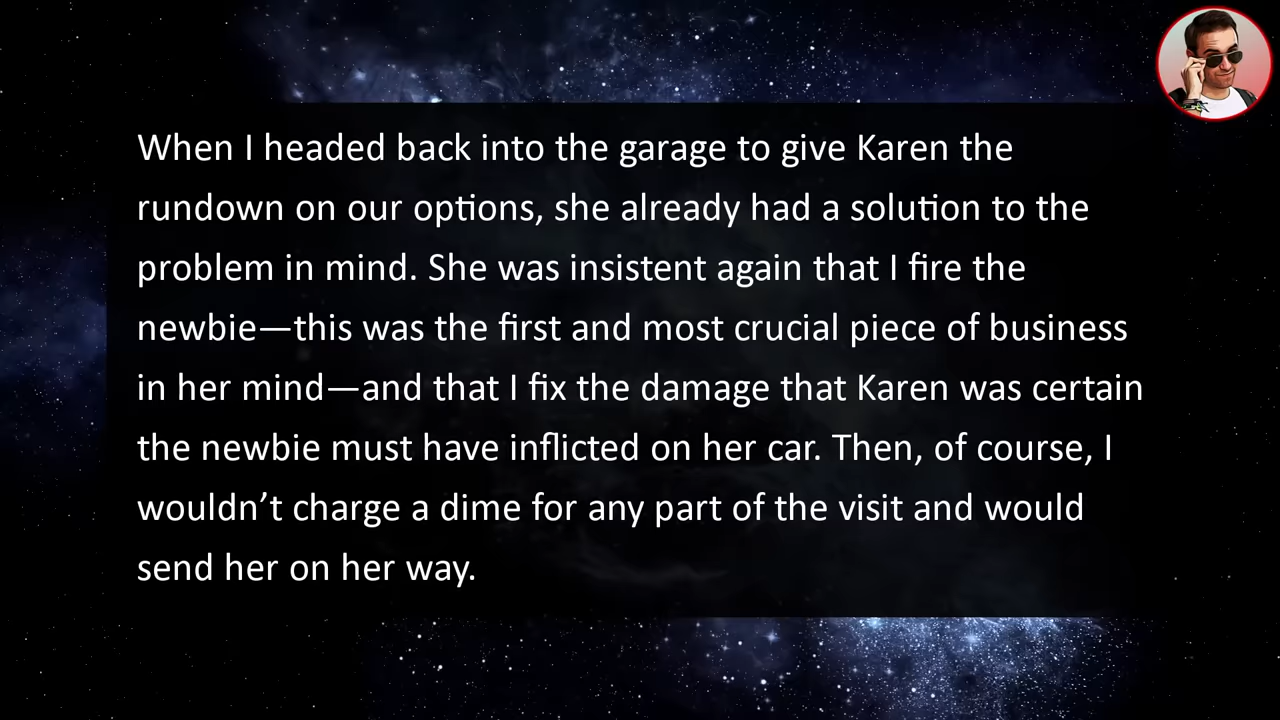 When I headed back into the garage to give Karen the
rundown on our options, she already had a solution to the
problem in mind. She was insistent again that I fire the
newbie—this was the first and most crucial piece of business
in her mind—and that I fix the damage that Karen was certain
the newbie must have inflicted on her car. Then, of course, I
wouldn’t charge a dime for any part of the visit and would
send her on her way.